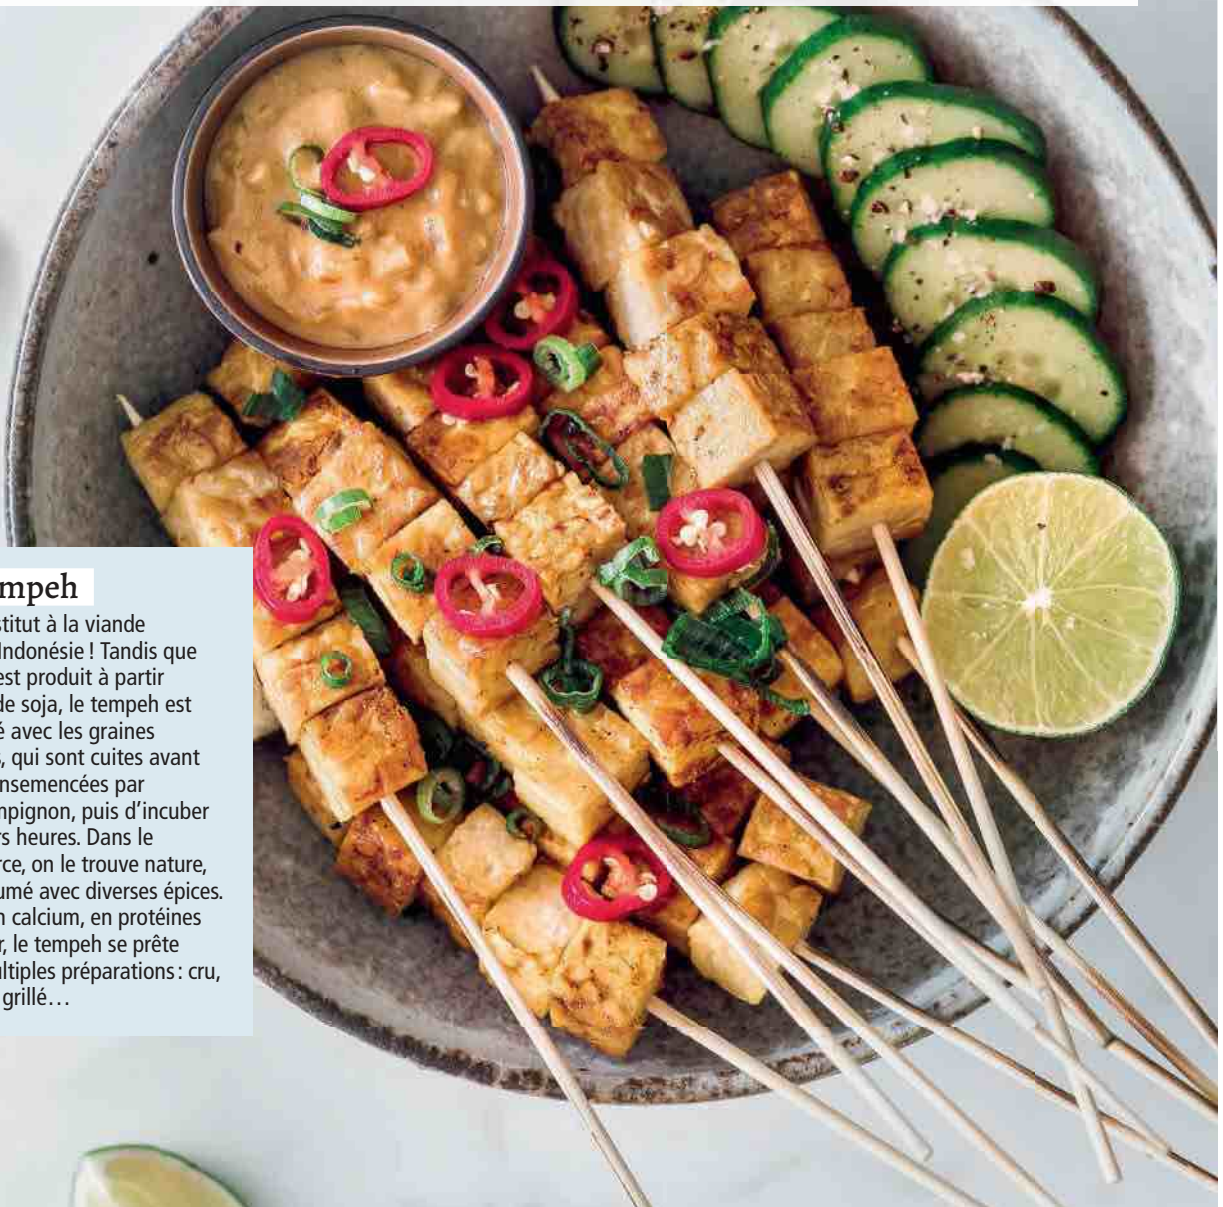 mpeh
stitut à la viande
Indonésie ! Tandis que
est produit à partir
de soja, le tempeh est
é avec les graines
, qui sont cuites avant
nsemencées par
mpignon, puis d’incuber
rs heures. Dans le
rce, on le trouve nature,
umé avec diverses épices.
n calcium, en protéines
r, le tempeh se prête
ultiples préparations : cru,
grillé…